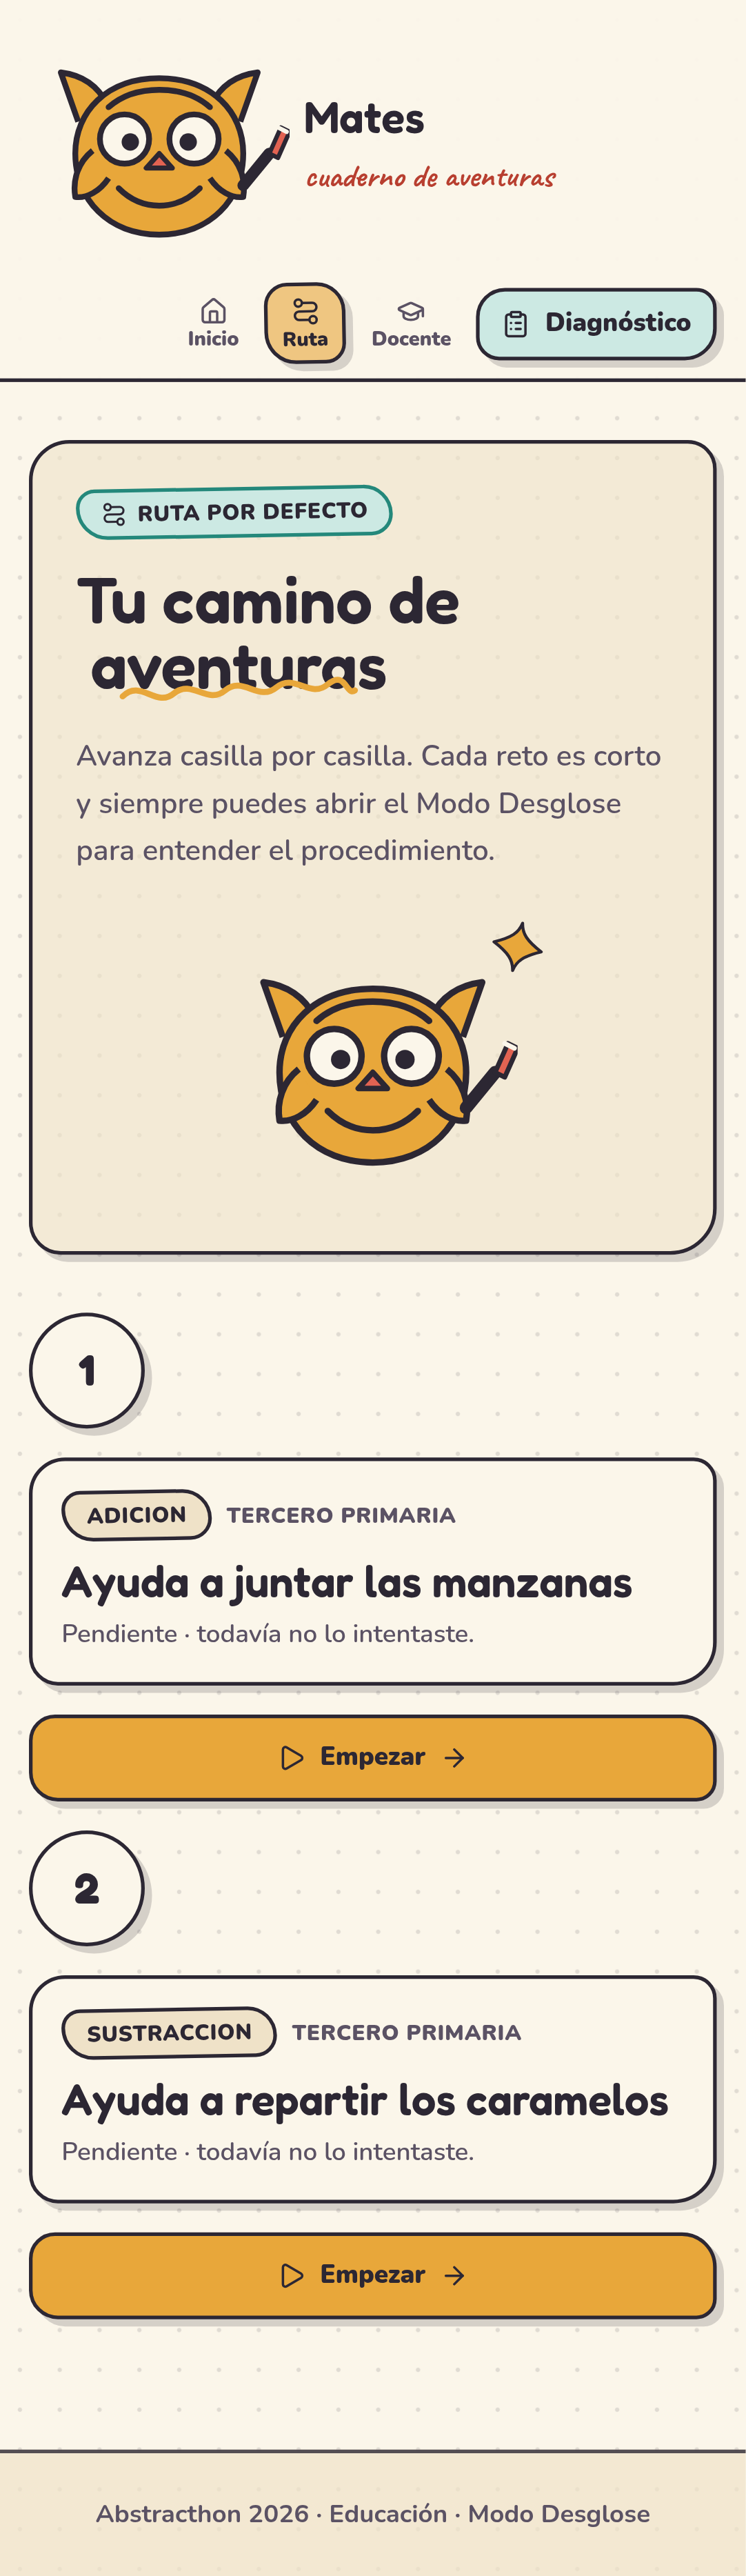 Mates
cuaderno de aventuras
Inicio
Ruta
Docente
Diagnóstico
RUTA POR DEFECTO
Tu camino de
aventuras
Avanza casilla por casilla. Cada reto es corto
y siempre puedes abrir el Modo Desglose
para entender el procedimiento.
1
ADICION TERCERO PRIMARIA
Ayuda a juntar las manzanas
Pendiente · todavía no lo intentaste.
Empezar
2
SUSTRACCION TERCERO PRIMARIA
Ayuda a repartir los caramelos
Pendiente · todavía no lo intentaste.
Empezar
Abstracthon 2026 · Educación · Modo Desglose